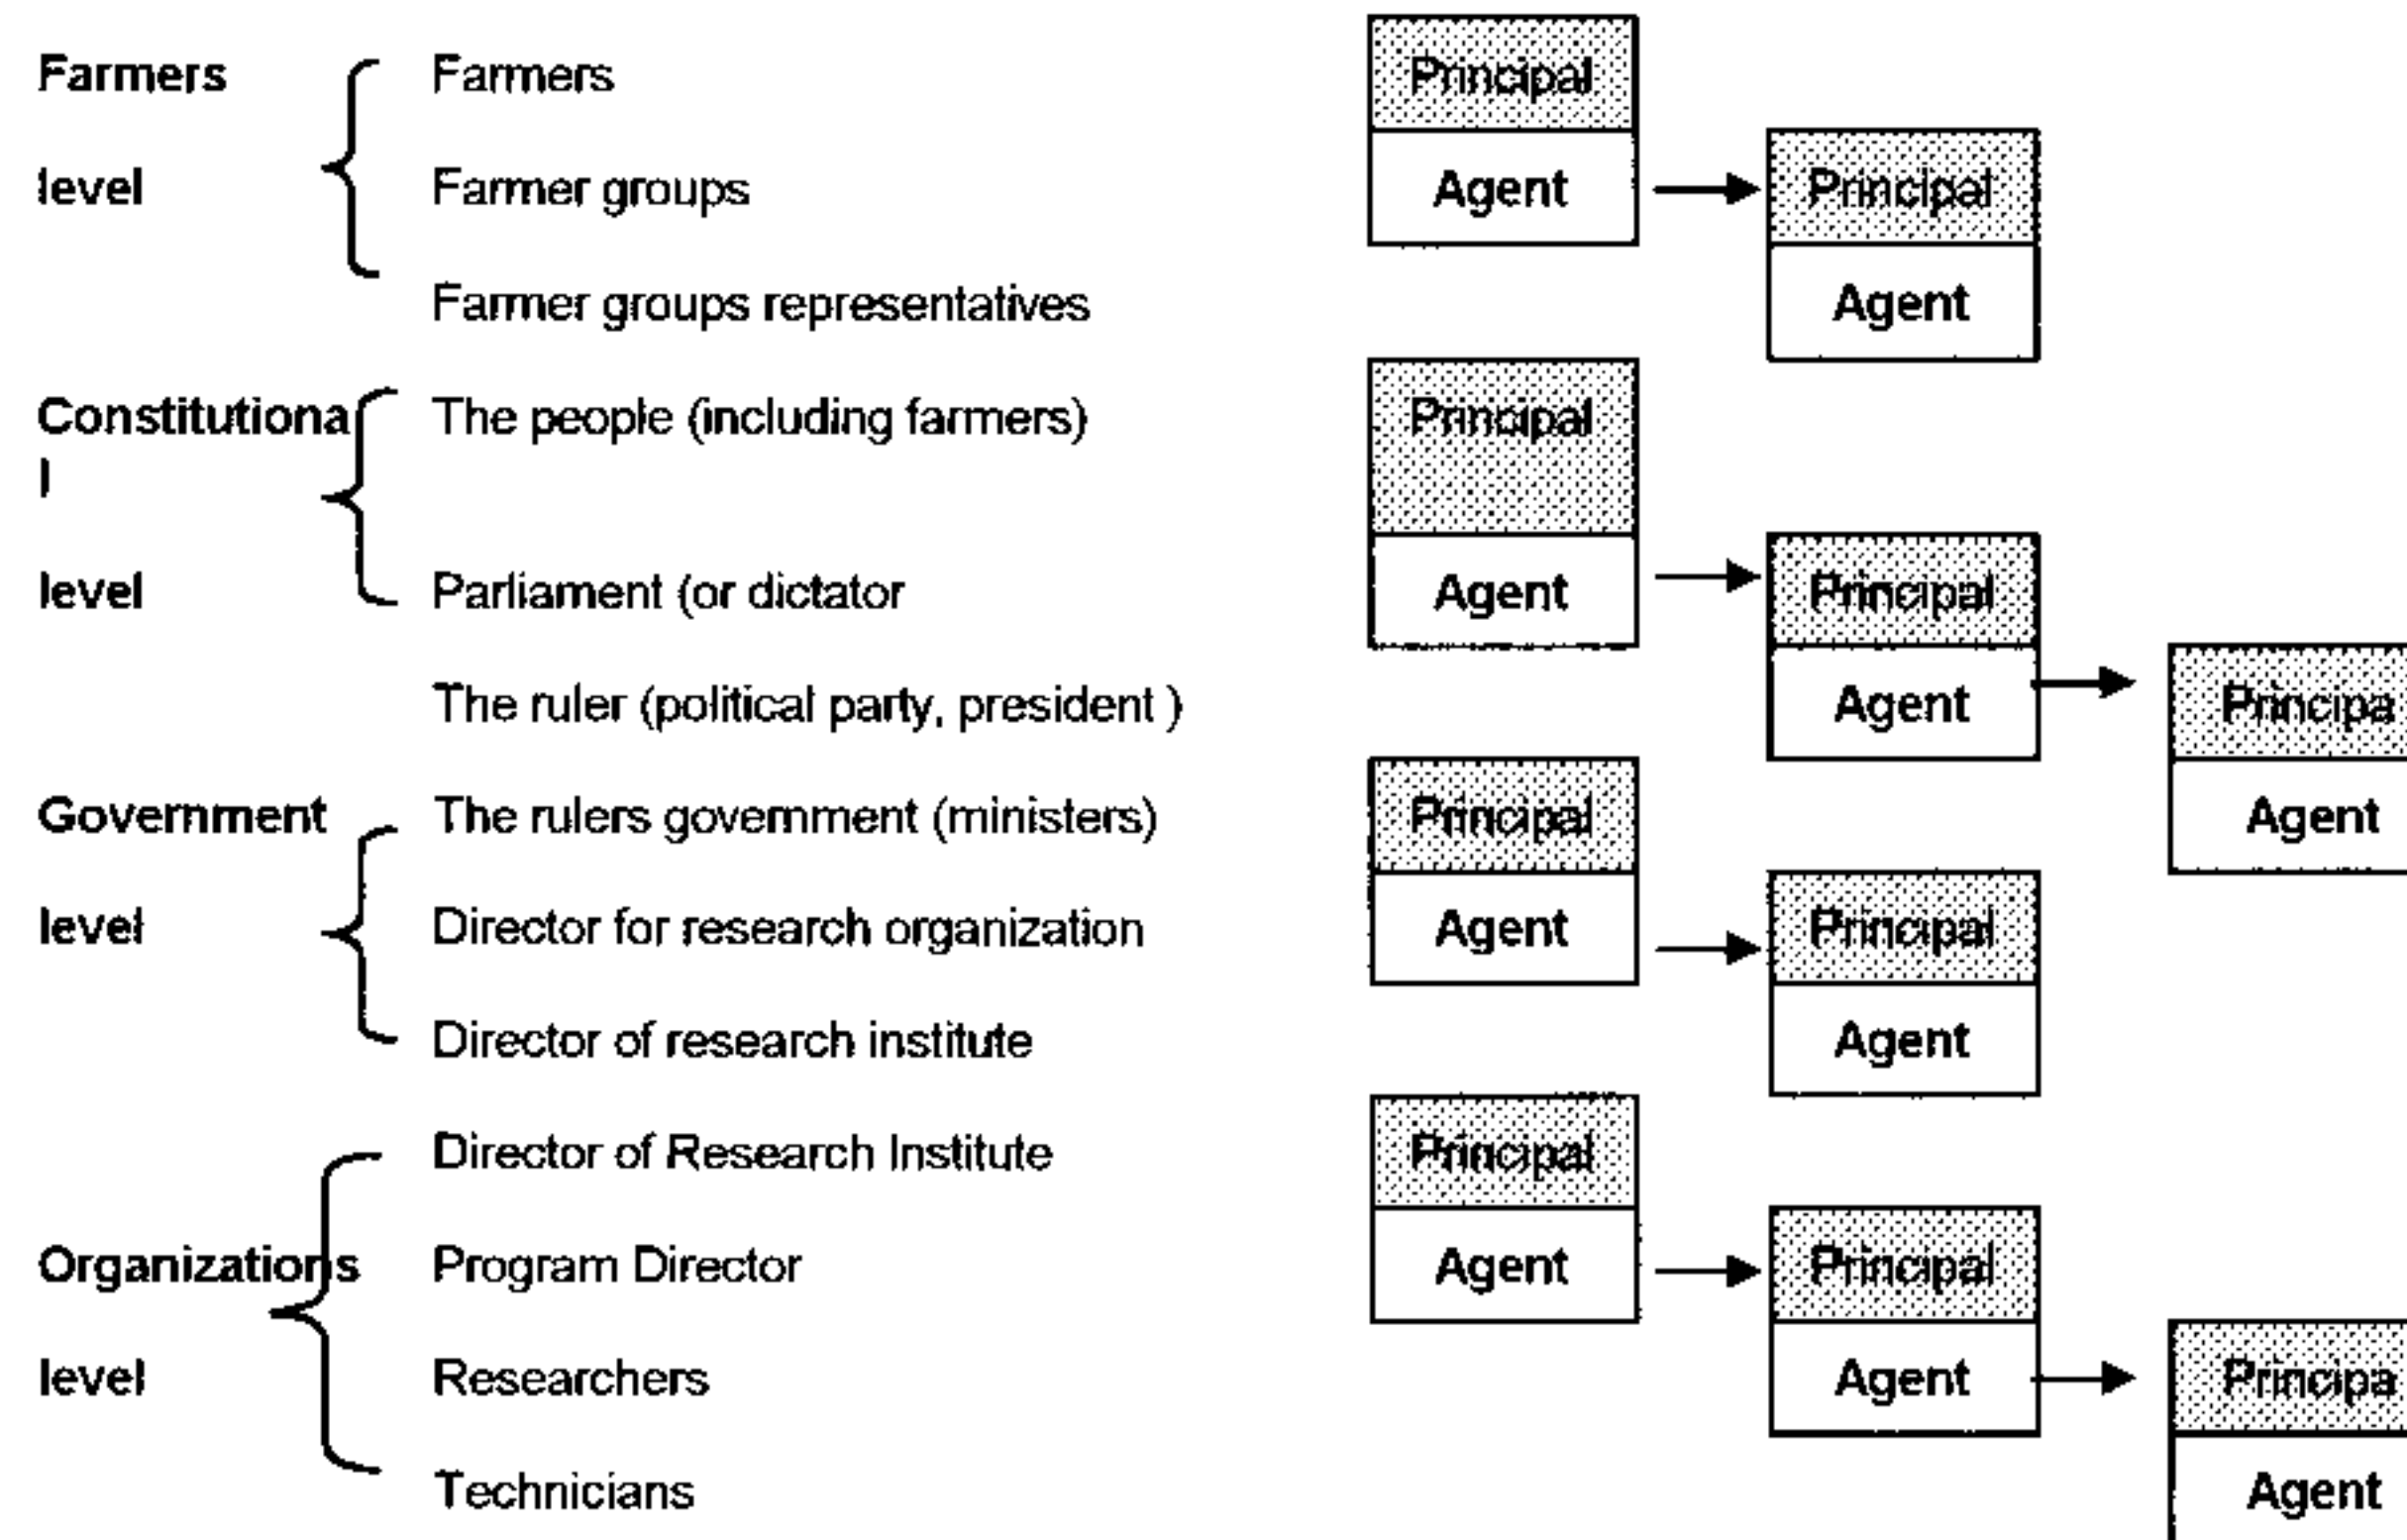 Farmers Farmers Principal
level Farmer groups Agent Principal
Farmer groups representatives Agent
Constitutiona The people (including farmers) Principal
l
level Parliament (or dictator Agent Principal
The ruler (political party, president ) Agent Principa
Government The rulers government (ministers) Principal Agent
level Director for research organization Agent Principal
Director of research institute Agent
Director of Research Institute Principal
Organizations Program Director Agent Principal
level Researchers Agent Principa
Technicians Agent